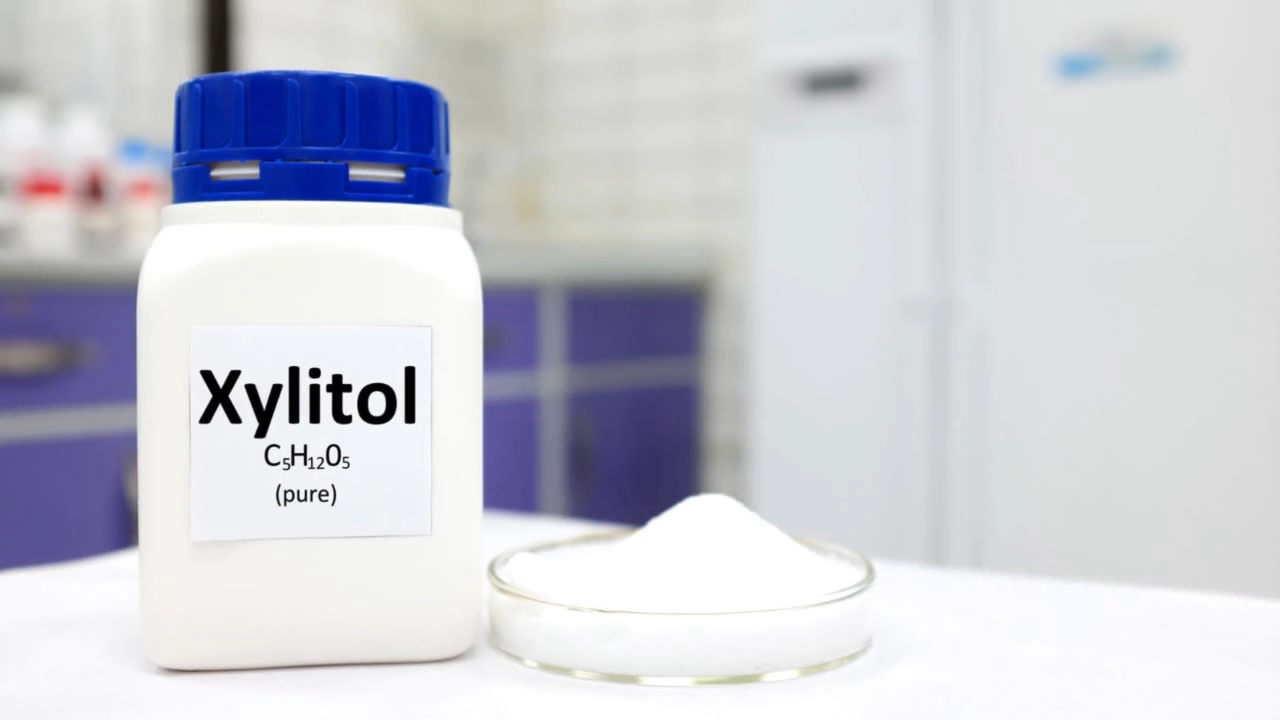 Xylitol
C₅H₁₂O₅
(pure)